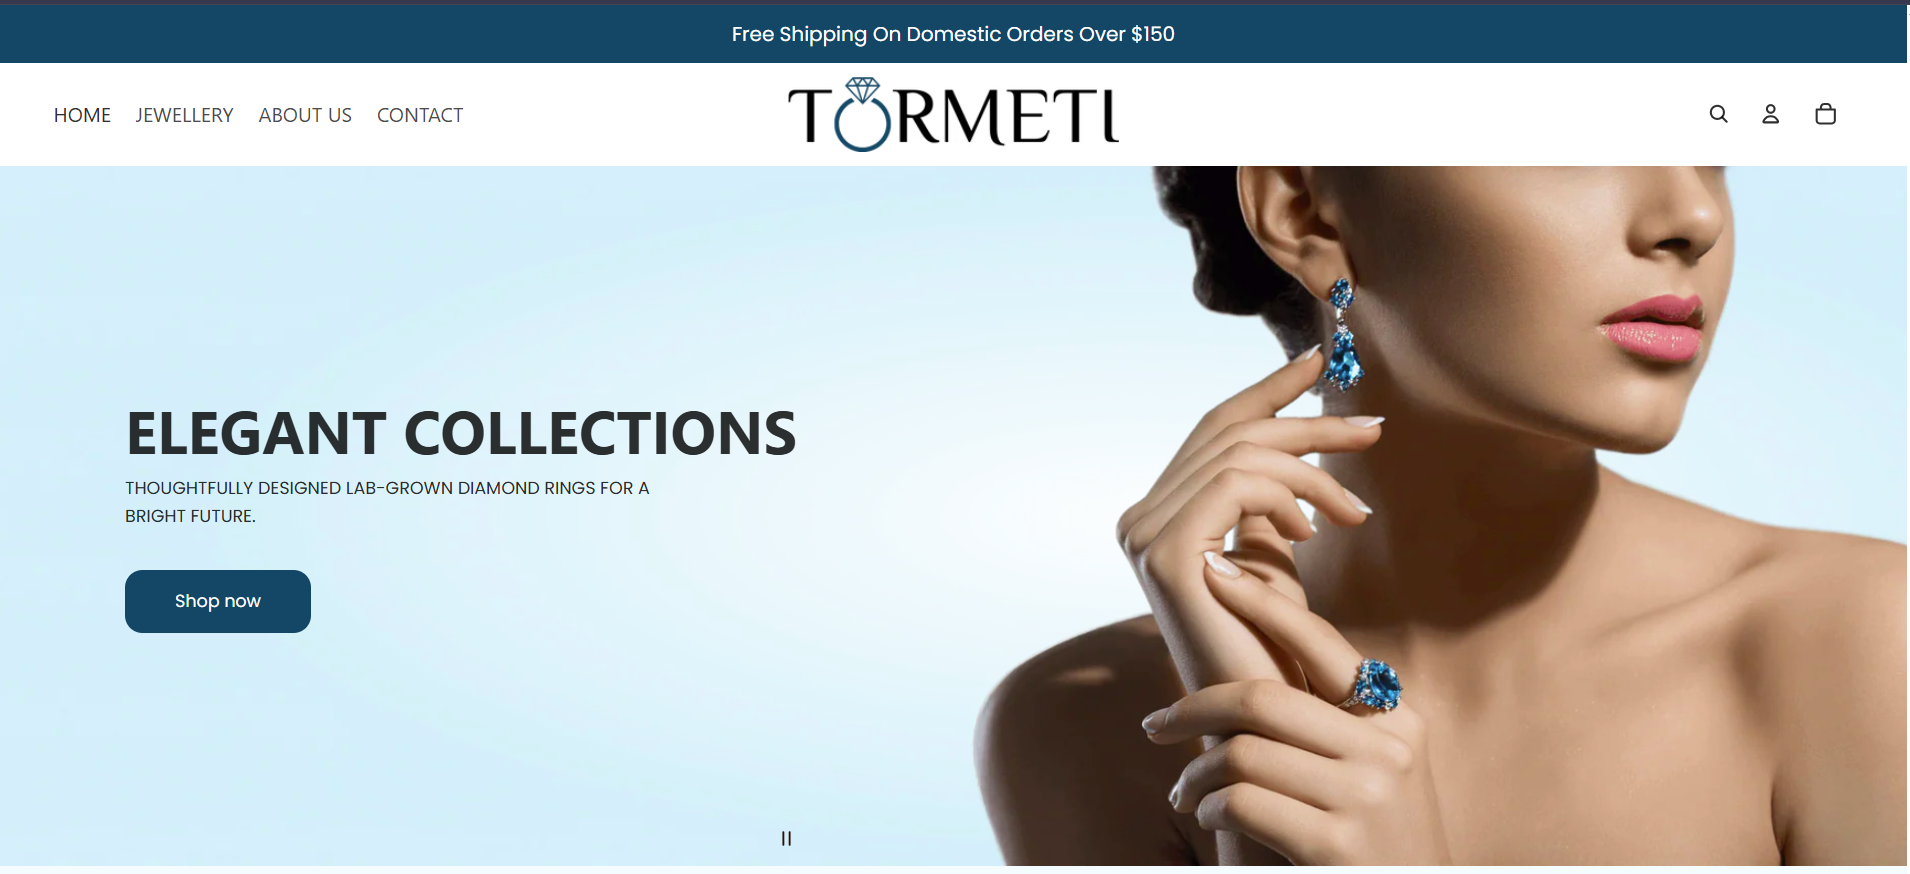 Free Shipping On Domestic Orders Over $150
HOME JEWELLERY ABOUT US CONTACT
TORMETI
ELEGANT COLLECTIONS
THOUGHTFULLY DESIGNED LAB-GROWN DIAMOND RINGS FOR A
BRIGHT FUTURE.
Shop now